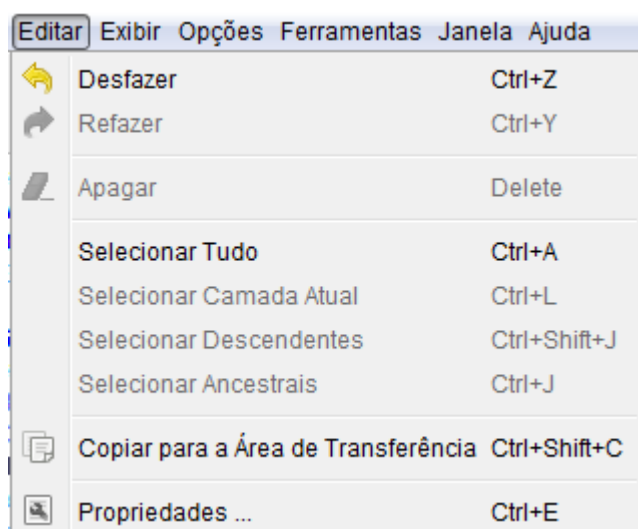 Editar Exibir Opções Ferramentas Janela Ajuda
Desfazer Ctrl+Z
Refazer Ctrl+Y
Apagar Delete
Selecionar Tudo Ctrl+A
Selecionar Camada Atual Ctrl+L
Selecionar Descendentes Ctrl+Shift+J
Selecionar Ancestrais Ctrl+J
Copiar para a Área de Transferência Ctrl+Shift+C
Propriedades ... Ctrl+E